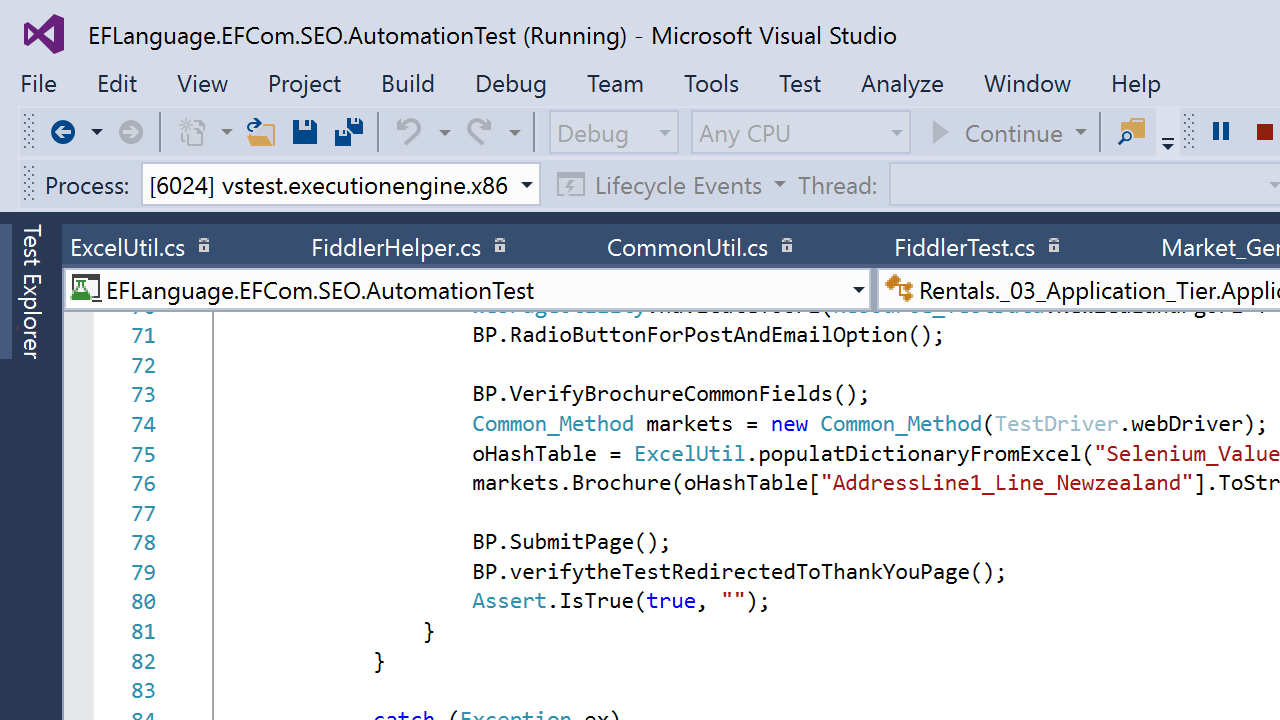 EFLanguage.EFCom.SEO.AutomationTest (Running) - Microsoft Visual Studio
File Edit View Project Build Debug Team Tools Test Analyze Window Help
Debug Any CPU Continue
Process: [6024] vstest.executionengine.x86 Lifecycle Events Thread:
Test Explorer
ExcelUtil.cs FiddlerHelper.cs CommonUtil.cs FiddlerTest.cs Market_Ger
EFLanguage.EFCom.SEO.AutomationTest Rentals._03_Application_Tier.Applic
71 BP.RadioButtonForPostAndEmailOption();
72
73 BP.VerifyBrochureCommonFields();
74 Common_Method markets = new Common_Method(TestDriver.webDriver);
75 oHashTable = ExcelUtil.populatDictionaryFromExcel("Selenium_Value
76 markets.Brochure(oHashTable["AddressLine1_Line_Newzealand"].ToStr
77
78 BP.SubmitPage();
79 BP.verifytheTestRedirectedToThankYouPage();
80 Assert.IsTrue(true, "");
81 }
82 }
83
84 catch (Exception ex)